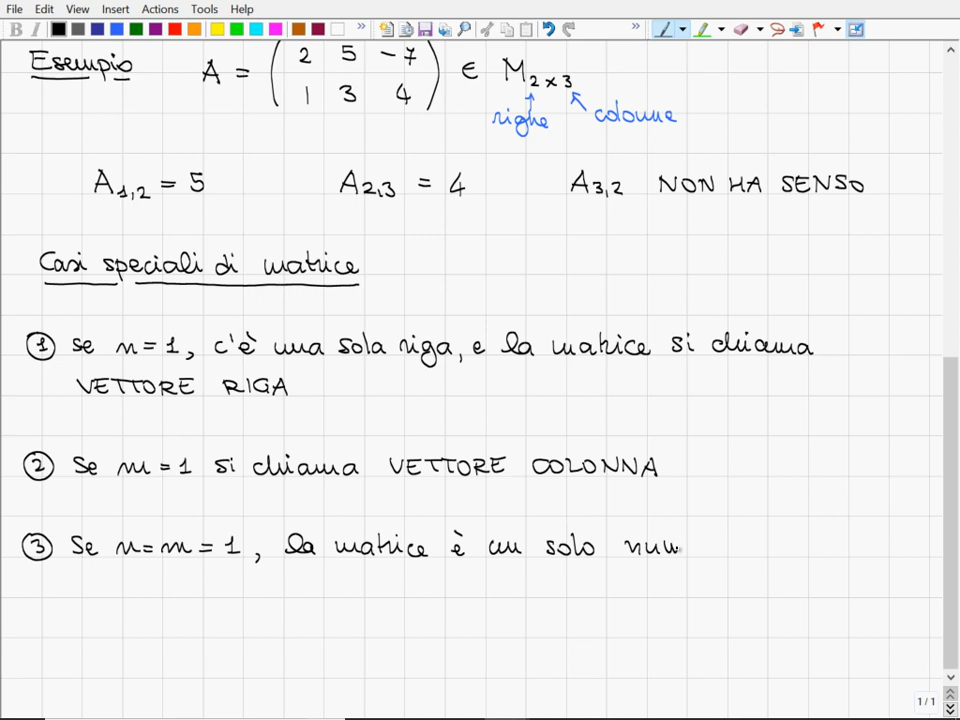 File Edit View Insert Actions Tools Help
B I » »
Esempio A = ( 2 5 -7 ) ∈ M2×3
1 3 4
righe colonne
A1,2 = 5 A2,3 = 4 A3,2 NON HA SENSO
Casi speciali di matrice
① Se n=1, c'è una sola riga, e la matrice si chiama
VETTORE RIGA
② Se m=1 si chiama VETTORE COLONNA
③ Se n=m=1, la matrice è un solo num
1/1